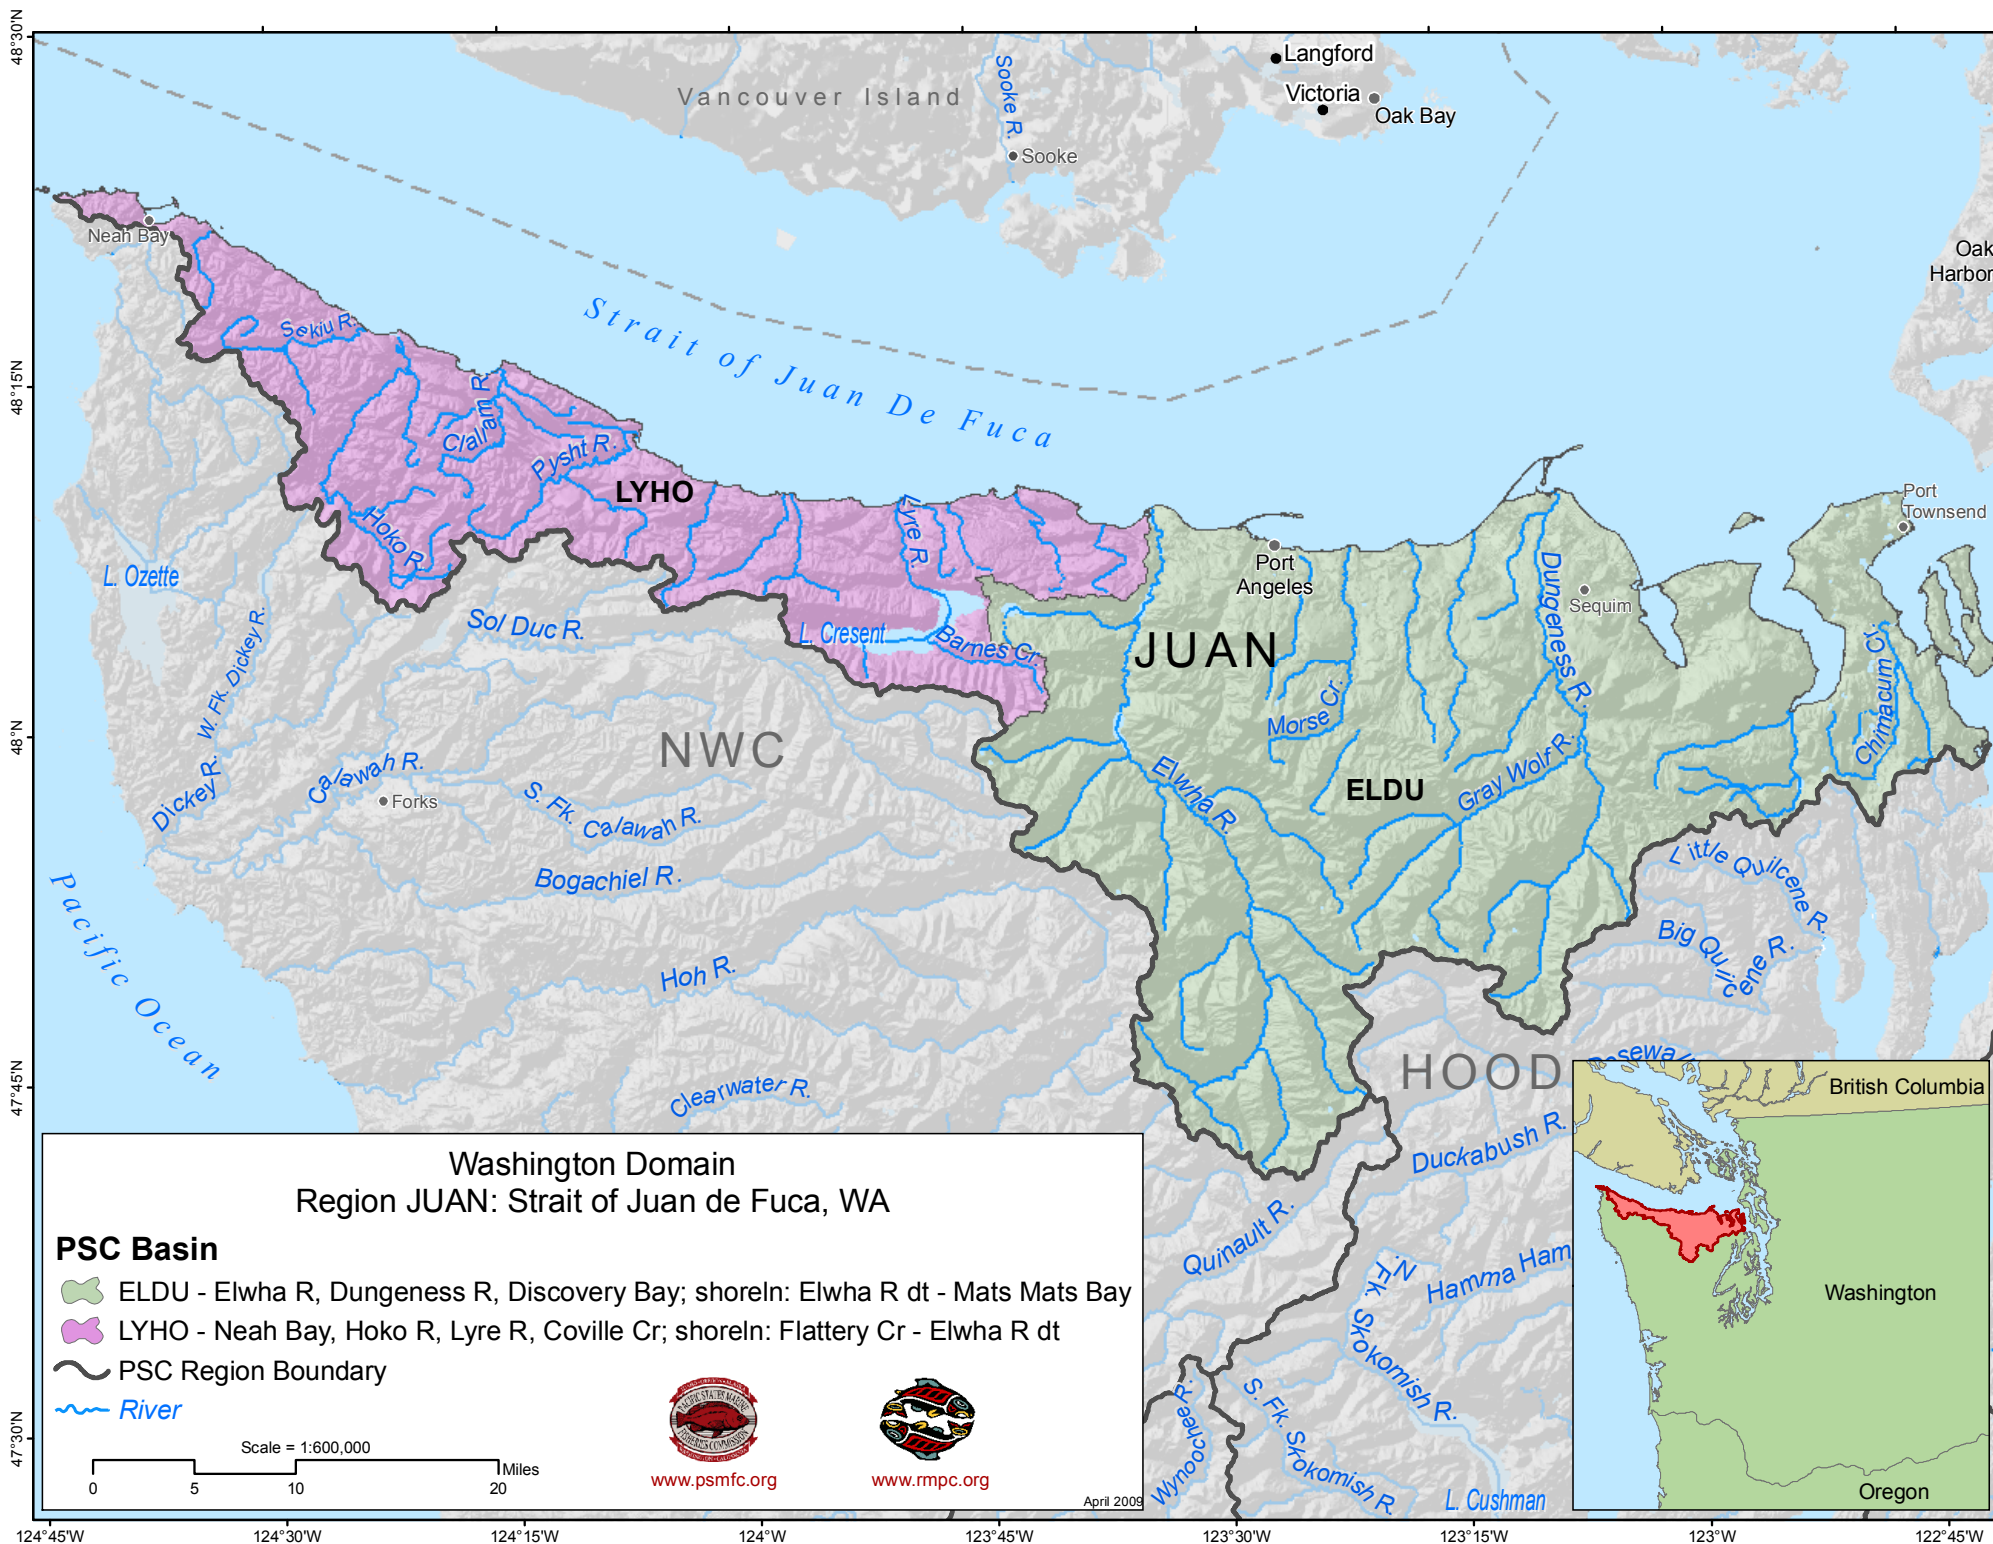 48°30'N
Langford
Vancouver Island
Sooke R.
Victoria
Oak Bay
Sooke
Neah Bay
Oak
Harbor
Strait of Juan De Fuca
Sekiu R.
48°15'N
Clallam R.
Pysht R.
LYHO
Hoko R.
Lyre R.
Port
Townsend
Port
Angeles
Dungeness R.
Sequim
L. Ozette
Sol Duc R.
L. Cresent
Barnes Cr.
JUAN
W. Fk. Dickey R.
Morse Cr.
Chimacum Cr.
48°N
NWC
Dickey R.
Calawah R.
Forks
S. Fk. Calawah R.
Elwha R.
ELDU
Gray Wolf R.
Little Quilcene R.
Bogachiel R.
Big Quilcene R.
Pacific Ocean
Hoh R.
HOOD
47°45'N
Clearwater R.
Duckabush R.
Quinault R.
N. Fk. Skokomish R.
Hamma Ham
Wynoochee R.
S. Fk. Skokomish R.
L. Cushman
British Columbia
Washington
Oregon
Washington Domain
Region JUAN: Strait of Juan de Fuca, WA
PSC Basin
ELDU - Elwha R, Dungeness R, Discovery Bay; shoreln: Elwha R dt - Mats Mats Bay
LYHO - Neah Bay, Hoko R, Lyre R, Coville Cr; shoreln: Flattery Cr - Elwha R dt
PSC Region Boundary
River
Scale = 1:600,000
Miles
0 5 10 20
PACIFIC STATES MARINE
FISHERIES COMMISSION
www.psmfc.org
www.rmpc.org
April 2009
47°30'N
124°45'W 124°30'W 124°15'W 124°W 123°45'W 123°30'W 123°15'W 123°W 122°45'W